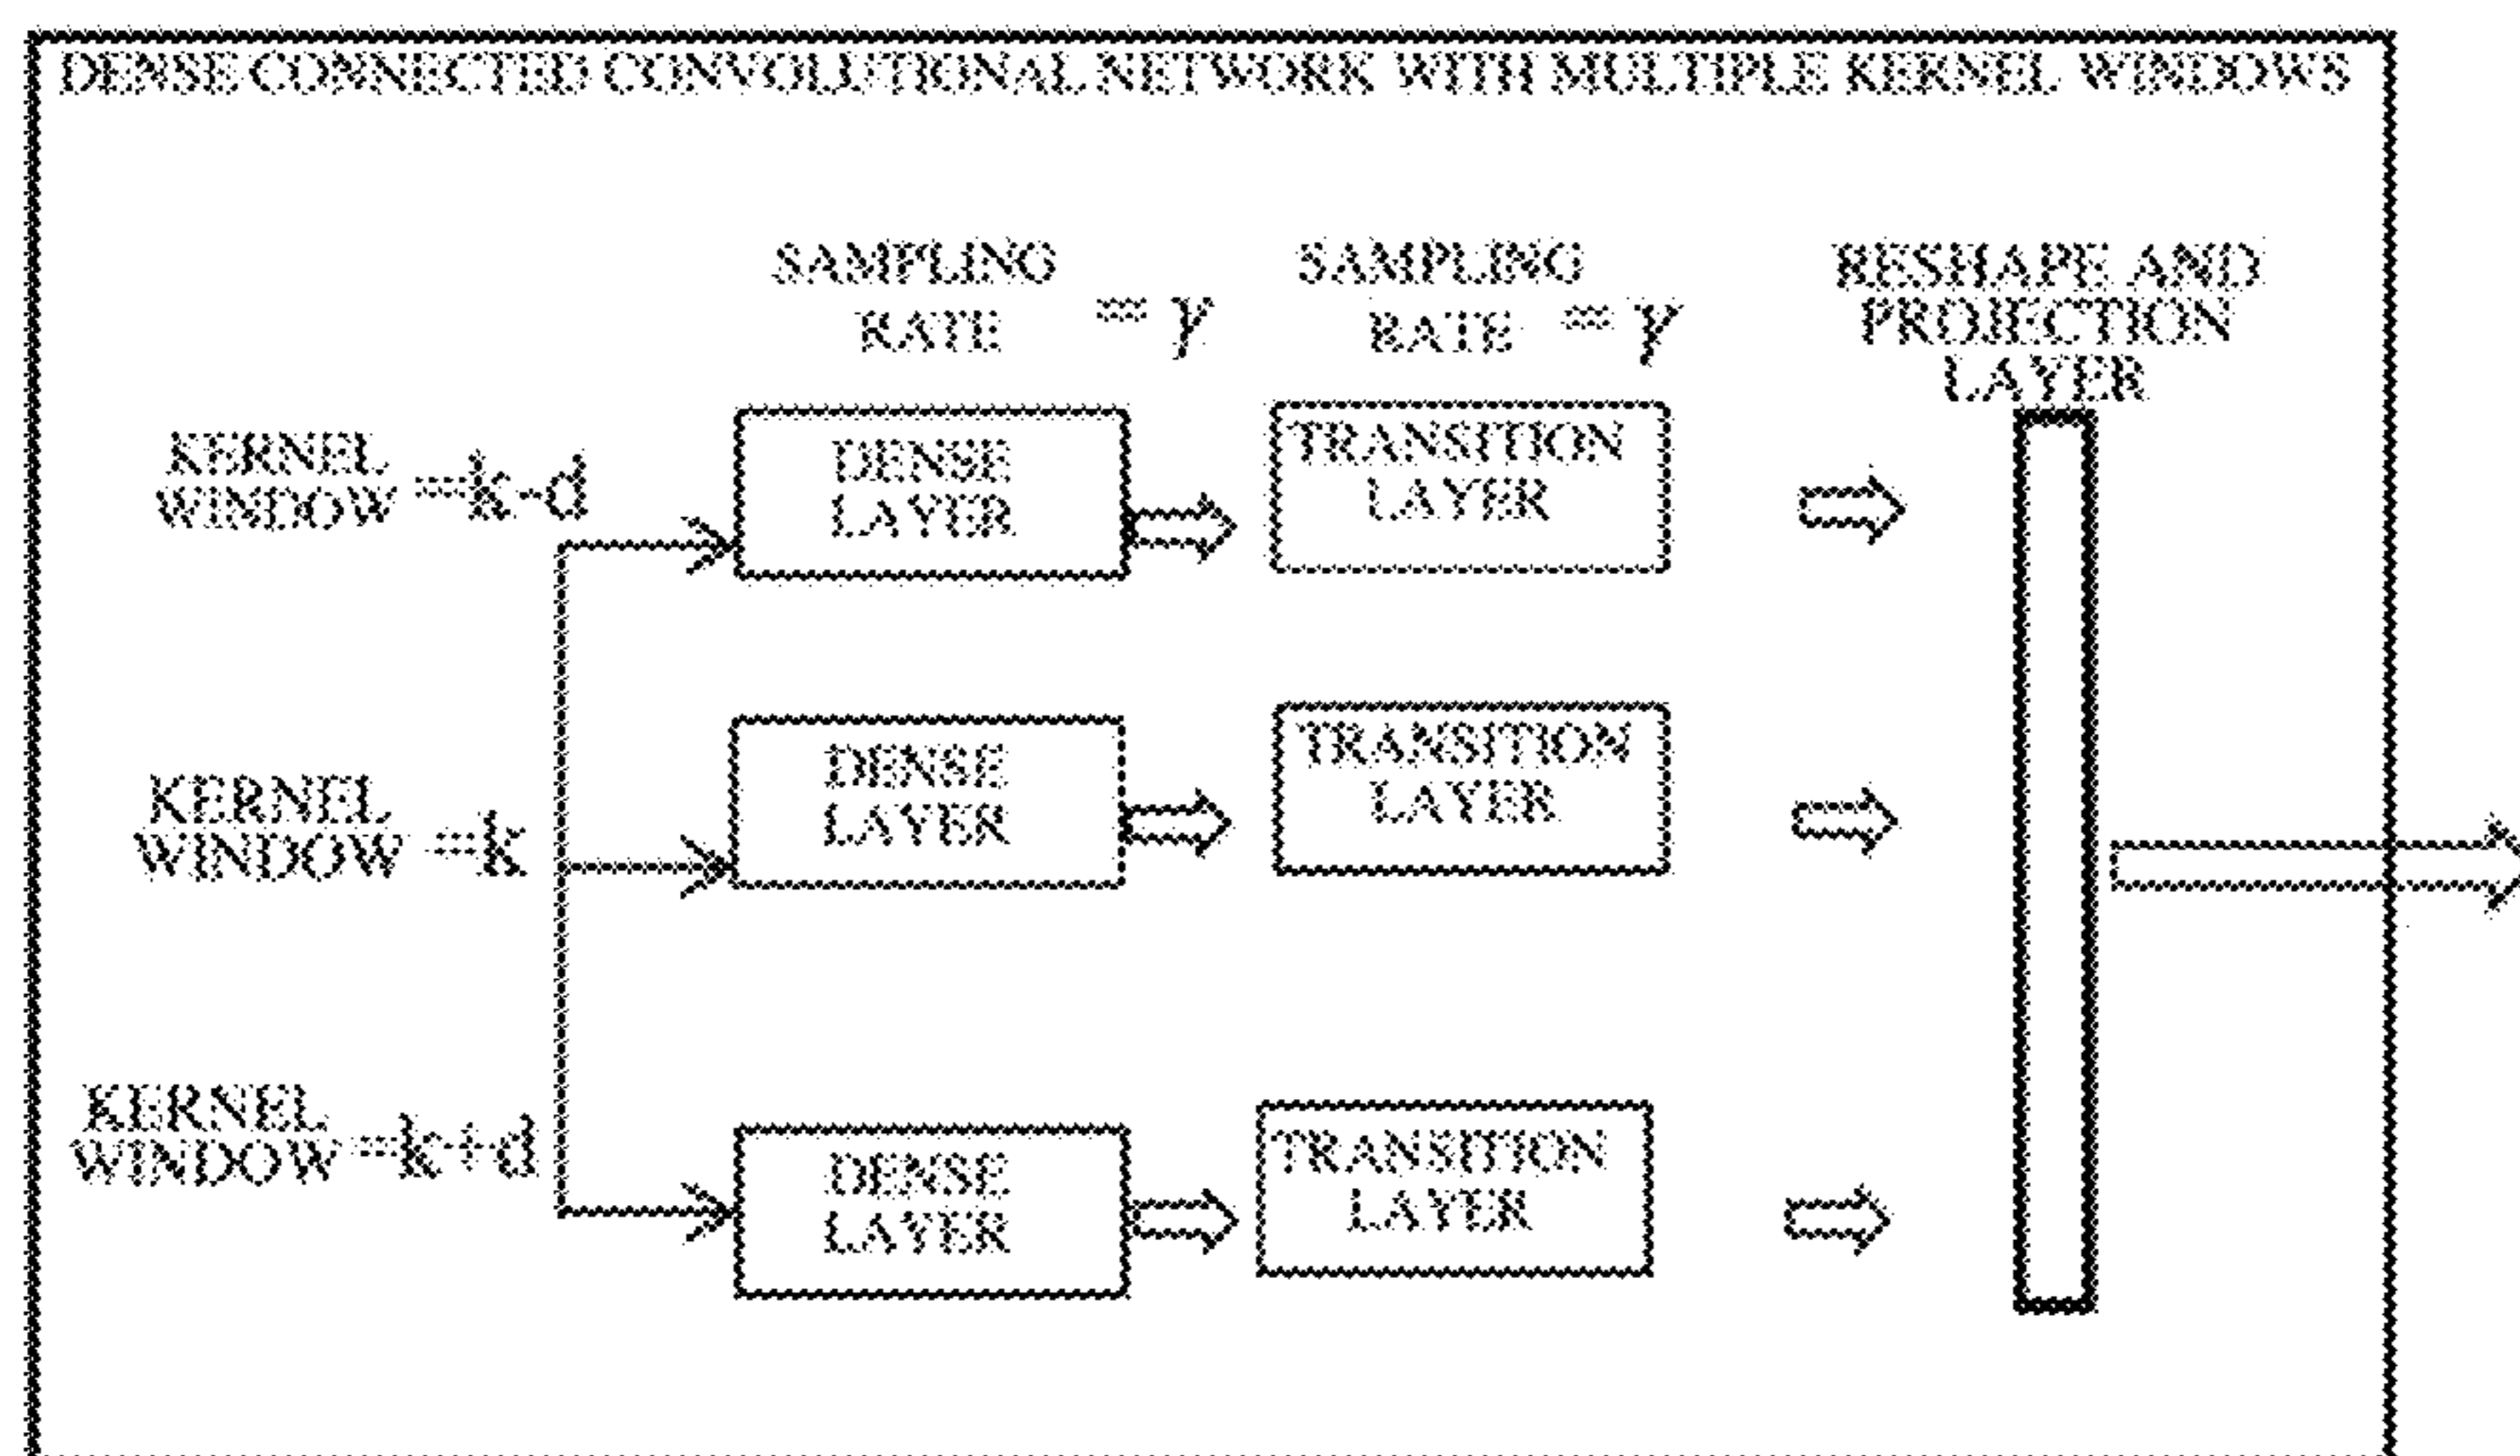 DENSE CONNECTED CONVOLUTIONAL NETWORK WITH MULTIPLE KERNEL WINDOWS
SAMPLING
RATE = γ
SAMPLING
RATE = γ
RESHAPE AND
PROJECTION
LAYER
KERNEL
WINDOW =k-d
DENSE
LAYER
TRANSITION
LAYER
KERNEL
WINDOW =k
DENSE
LAYER
TRANSITION
LAYER
KERNEL
WINDOW =k+d
DENSE
LAYER
TRANSITION
LAYER